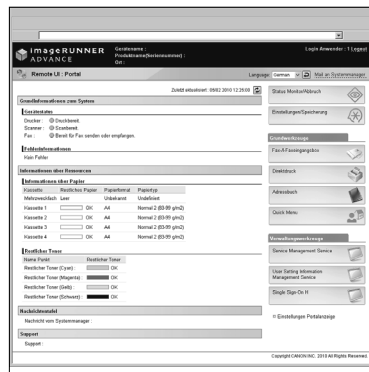 imageRUNNER
ADVANCE
Gerätename :
Produktname(Seriennummer) :
Ort :
Login Anwender : 1 Logout
Remote UI : Portal
Language German Mail an Systemmanager
Zuletzt aktualisiert : 09/02 2010 12:26:08
Grundinformationen zum System
Gerätestatus
Drucker : Druckbereit.
Scanner : Scanbereit.
Fax : Bereit für Fax senden oder empfangen.
Fehlerinformationen
Kein Fehler
Informationen über Ressourcen
Informationen über Papier
Kassette Restliches Papier Papierformat Papiertyp
Mehrzweckfach Leer Unbekannt Undefiniert
Kassette 1 OK A4 Normal 2 (83-99 g/m2)
Kassette 2 OK A4 Normal 2 (83-99 g/m2)
Kassette 3 OK A4 Normal 2 (83-99 g/m2)
Kassette 4 OK A4 Normal 2 (83-99 g/m2)
Restlicher Toner
Name Punkt Restlicher Toner
Restlicher Toner (Cyan) : OK
Restlicher Toner (Magenta) : OK
Restlicher Toner (Gelb) : OK
Restlicher Toner (Schwarz) : OK
Nachrichtentafel
Nachricht vom Systemmanager :
Support
Support :
Status Monitor/Abbruch
Einstellungen/Speicherung
Grundwerkzeuge
Fax-/I-Faxeingangsbox
Direktdruck
Adressbuch
Quick Menu
Verwaltungswerkzeuge
Service Management Service
User Setting Information
Management Service
Single Sign-On H
Einstellungen Portalanzeige
Copyright CANON INC. 2010 All Rights Reserved.